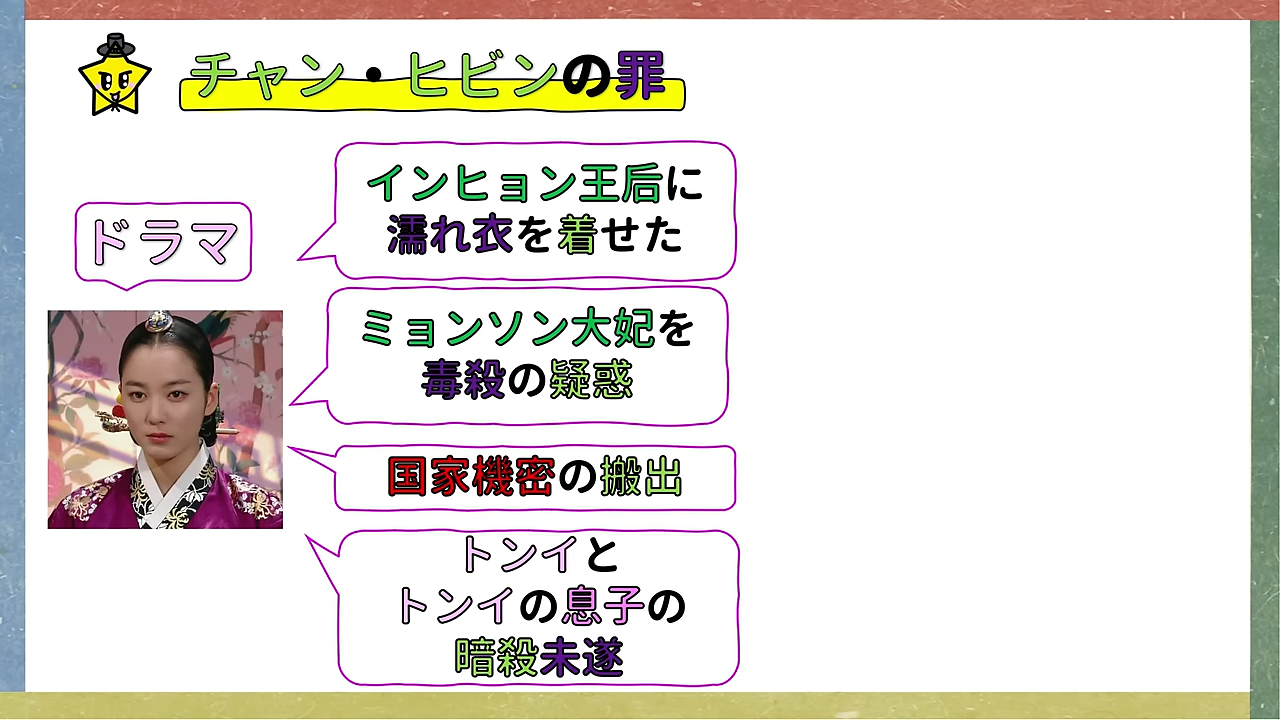 チャン・ヒビンの罪
ドラマ
インヒョン王后に
濡れ衣を着せた
ミョンソン大妃を
毒殺の疑惑
国家機密の搬出
トンイと
トンイの息子の
暗殺未遂